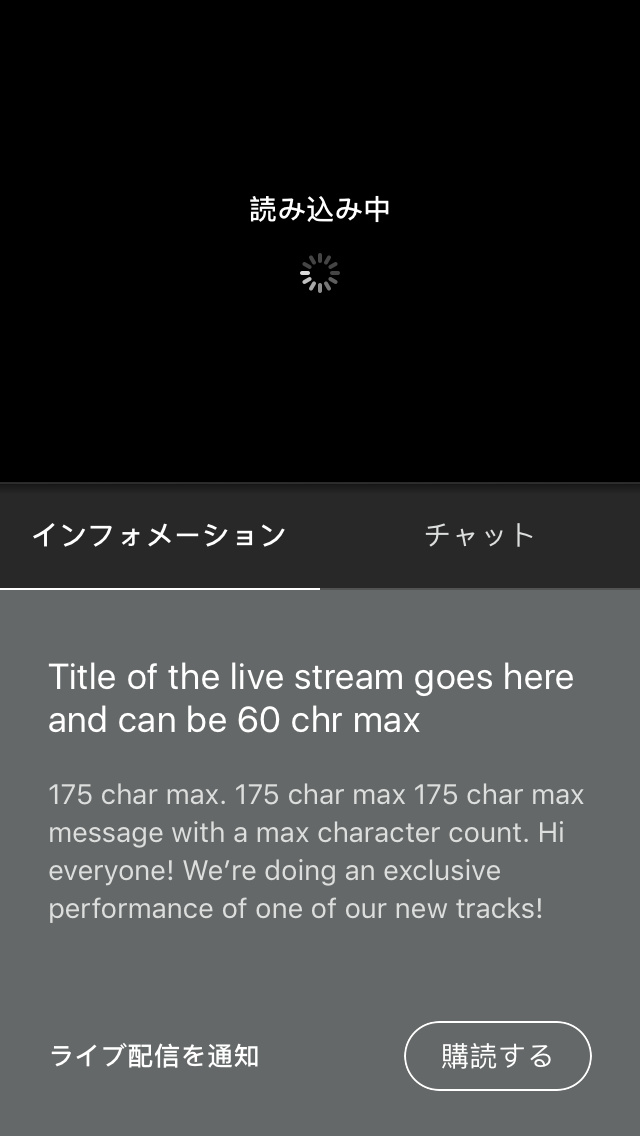 読み込み中
インフォメーション
チャット
Title of the live stream goes here
and can be 60 chr max
175 char max. 175 char max 175 char max
message with a max character count. Hi
everyone! We’re doing an exclusive
performance of one of our new tracks!
ライブ配信を通知
購読する